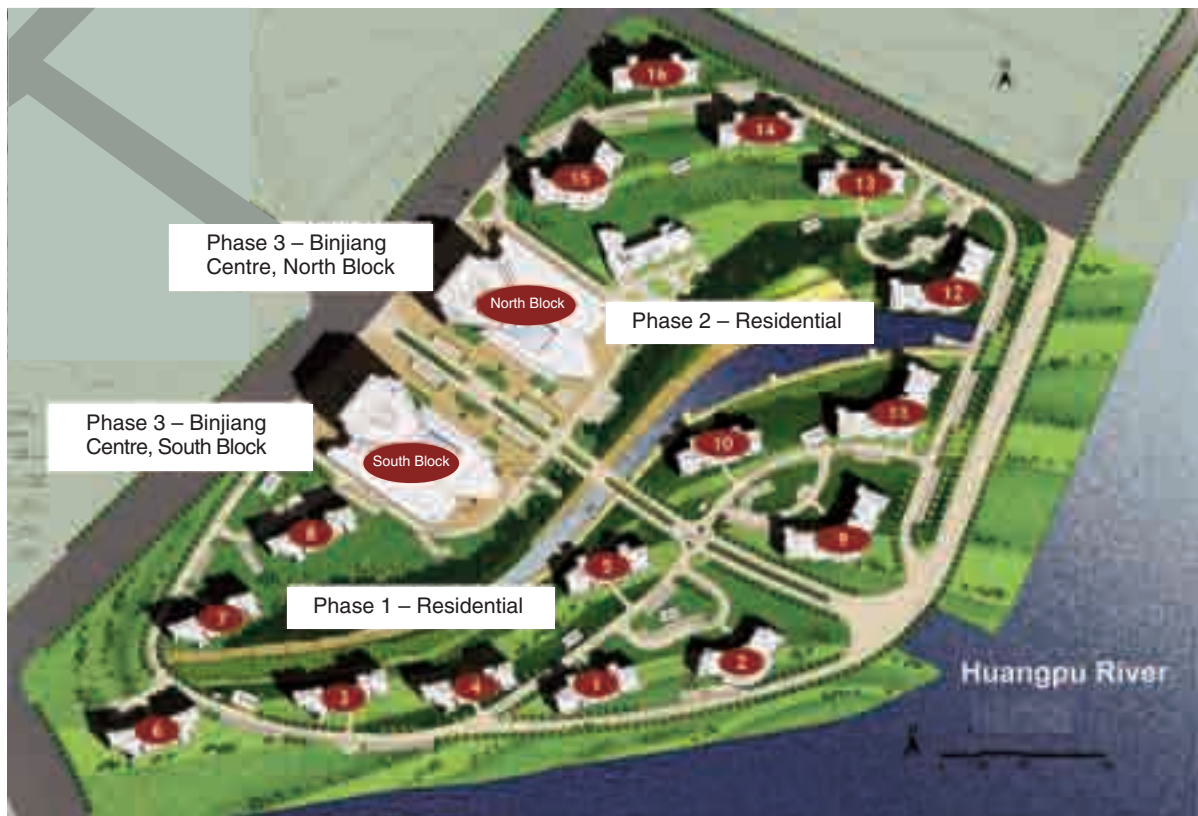 16
14
15
13
Phase 3 – Binjiang
Centre, North Block
12
North Block
Phase 2 – Residential
Phase 3 – Binjiang
Centre, South Block
11
10
South Block
8
9
5
Phase 1 – Residential
7
2
Huangpu River
1
4
3
6